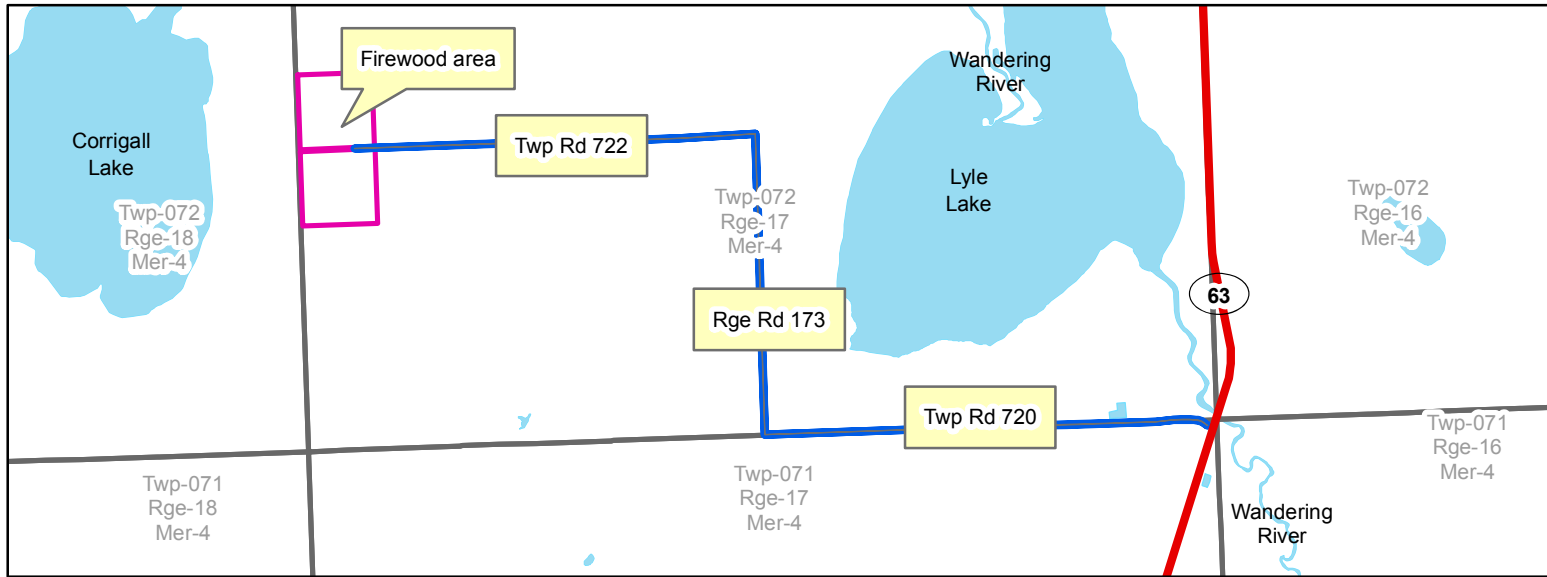 Firewood area
Wandering
River
Corrigall
Lake
Twp Rd 722
Lyle
Lake
Twp-072
Rge-18
Mer-4
Twp-072
Rge-17
Mer-4
Twp-072
Rge-16
Mer-4
63
Rge Rd 173
Twp Rd 720
Twp-071
Rge-18
Mer-4
Twp-071
Rge-17
Mer-4
Twp-071
Rge-16
Mer-4
Wandering
River